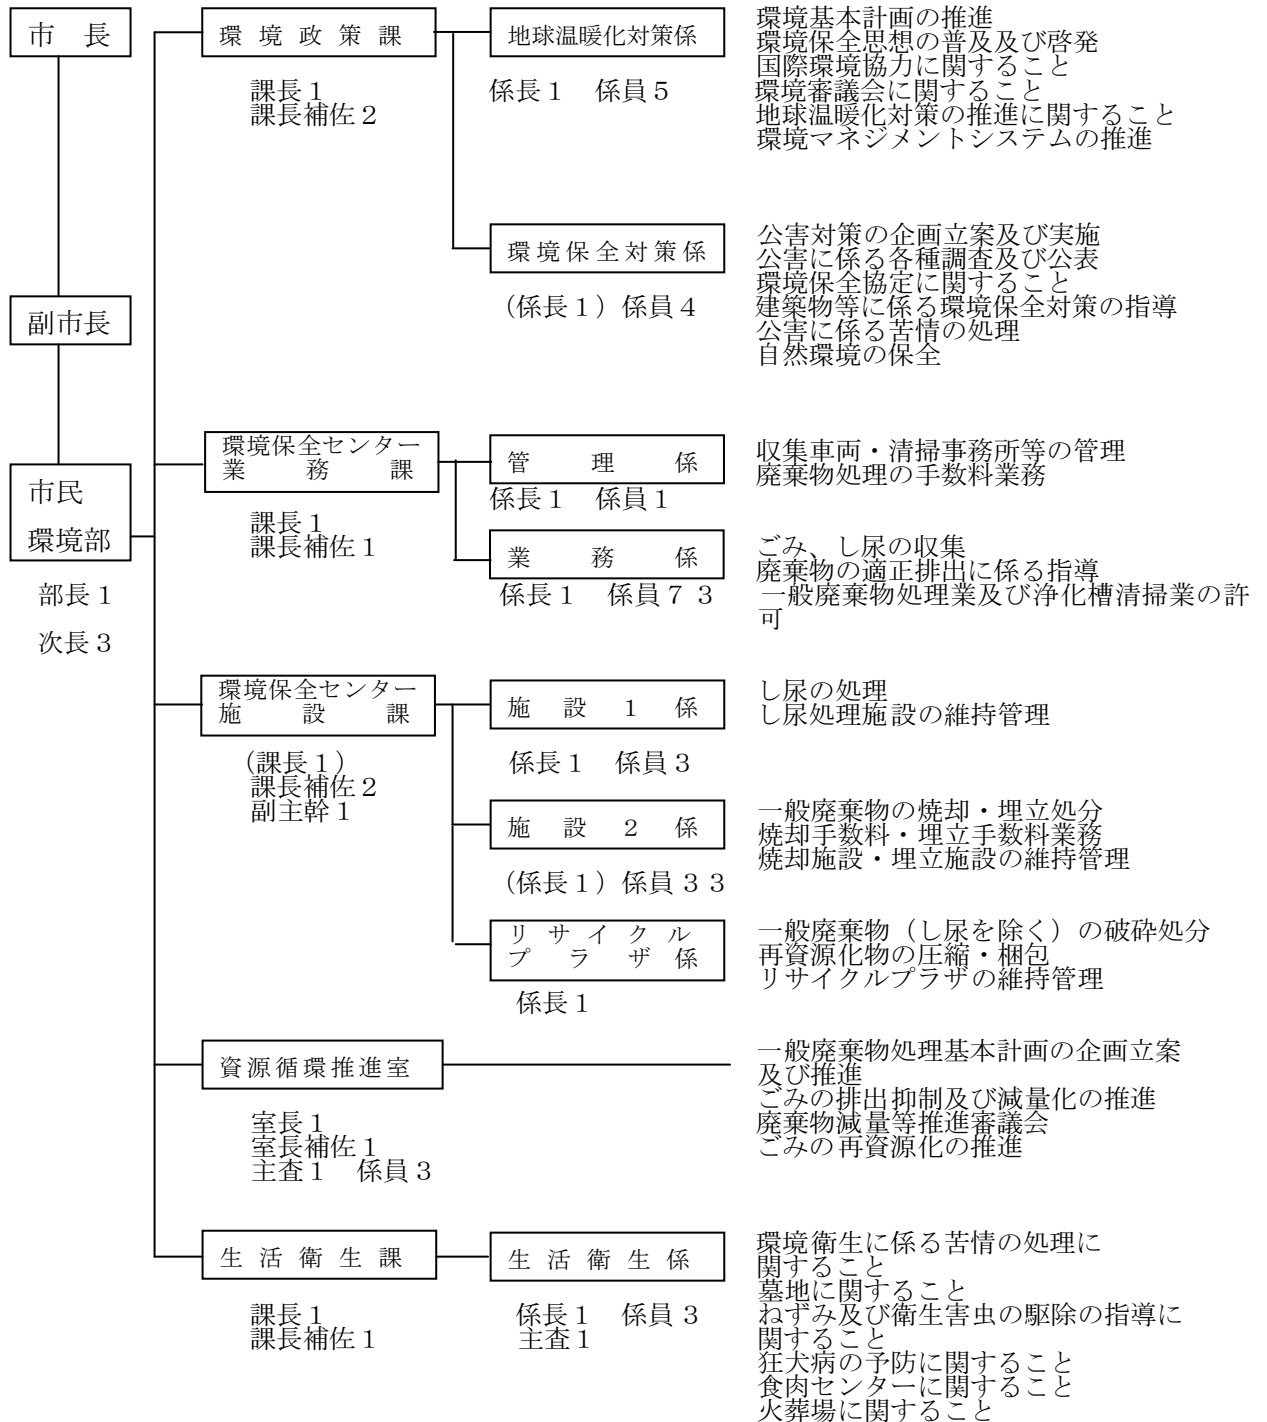 市　長
副市長
市民
環境部
部長１
次長３
環 境 政 策 課
課長１
課長補佐２
地球温暖化対策係
係長１　係員５
環境基本計画の推進
環境保全思想の普及及び啓発
国際環境協力に関すること
環境審議会に関すること
地球温暖化対策の推進に関すること
環境マネジメントシステムの推進
環境保全対策係
（係長１）係員４
公害対策の企画立案及び実施
公害に係る各種調査及び公表
環境保全協定に関すること
建築物等に係る環境保全対策の指導
公害に係る苦情の処理
自然環境の保全
環境保全センター
業　務　課
課長１
課長補佐１
管　理　係
係長１　係員１
収集車両・清掃事務所等の管理
廃棄物処理の手数料業務
業　務　係
係長１　係員７３
ごみ、し尿の収集
廃棄物の適正排出に係る指導
一般廃棄物処理業及び浄化槽清掃業の許
可
環境保全センター
施　設　課
（課長１）
課長補佐２
副主幹１
施　設　１　係
係長１　係員３
し尿の処理
し尿処理施設の維持管理
施　設　２　係
（係長１）係員３３
一般廃棄物の焼却・埋立処分
焼却手数料・埋立手数料業務
焼却施設・埋立施設の維持管理
リ サ イ ク ル
プ ラ ザ 係
係長１
一般廃棄物（し尿を除く）の破砕処分
再資源化物の圧縮・梱包
リサイクルプラザの維持管理
資源循環推進室
室長１
室長補佐１
主査１　係員３
一般廃棄物処理基本計画の企画立案
及び推進
ごみの排出抑制及び減量化の推進
廃棄物減量等推進審議会
ごみの再資源化の推進
生 活 衛 生 課
課長１
課長補佐１
生 活 衛 生 係
係長１　係員３
主査１
環境衛生に係る苦情の処理に
関すること
墓地に関すること
ねずみ及び衛生害虫の駆除の指導に
関すること
狂犬病の予防に関すること
食肉センターに関すること
火葬場に関すること